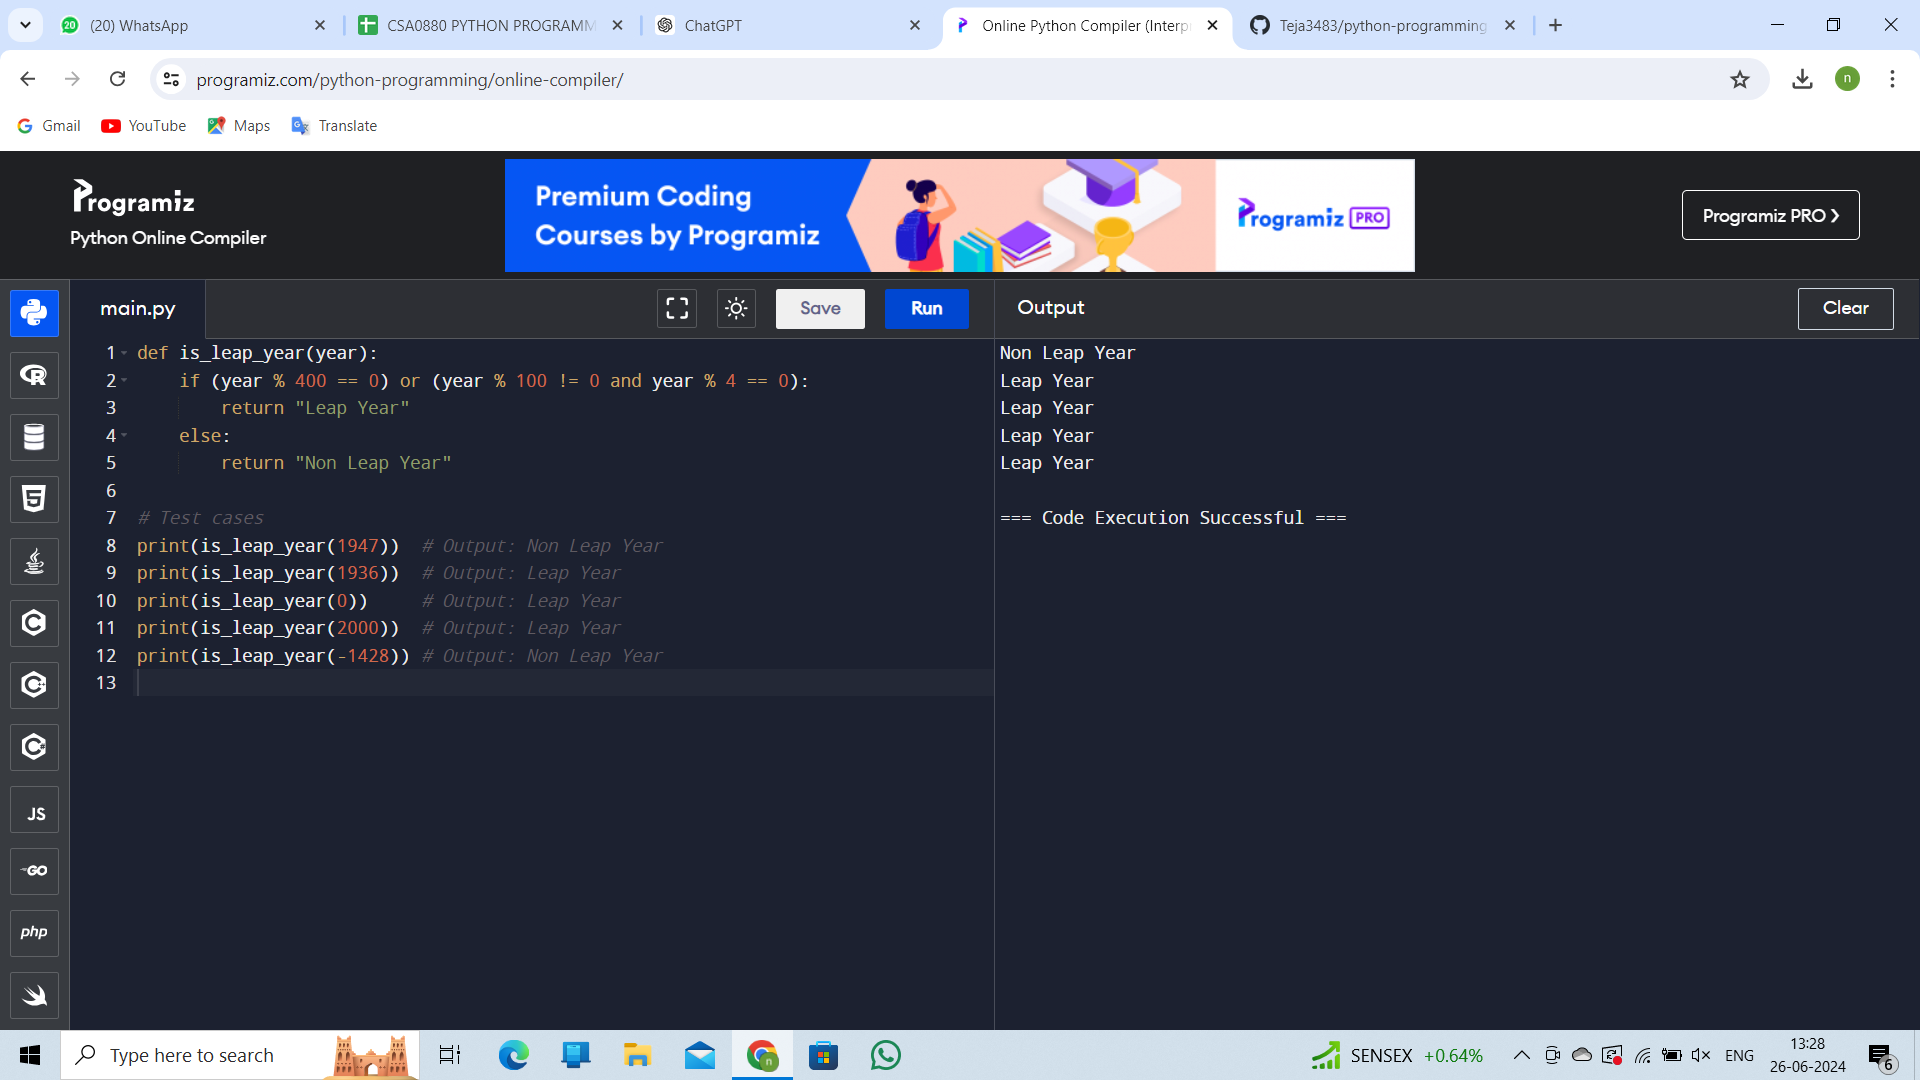 (20) WhatsApp
CSA0880 PYTHON PROGRAMM
ChatGPT
Online Python Compiler (Interp
Teja3483/python-programming
programiz.com/python-programming/online-compiler/
n
Gmail
YouTube
Maps
Translate
Programiz
Python Online Compiler
Premium Coding
Courses by Programiz
Programiz PRO
Programiz PRO ❯
main.py
Save
Run
Output
Clear
1 def is_leap_year(year):
2     if (year % 400 == 0) or (year % 100 != 0 and year % 4 == 0):
3         return "Leap Year"
4     else:
5         return "Non Leap Year"
6
7 # Test cases
8 print(is_leap_year(1947))  # Output: Non Leap Year
9 print(is_leap_year(1936))  # Output: Leap Year
10 print(is_leap_year(0))     # Output: Leap Year
11 print(is_leap_year(2000))  # Output: Leap Year
12 print(is_leap_year(-1428)) # Output: Non Leap Year
13
Non Leap Year
Leap Year
Leap Year
Leap Year
Leap Year
=== Code Execution Successful ===
JS
GO
php
Type here to search
SENSEX +0.64%
ENG
13:28
26-06-2024
6